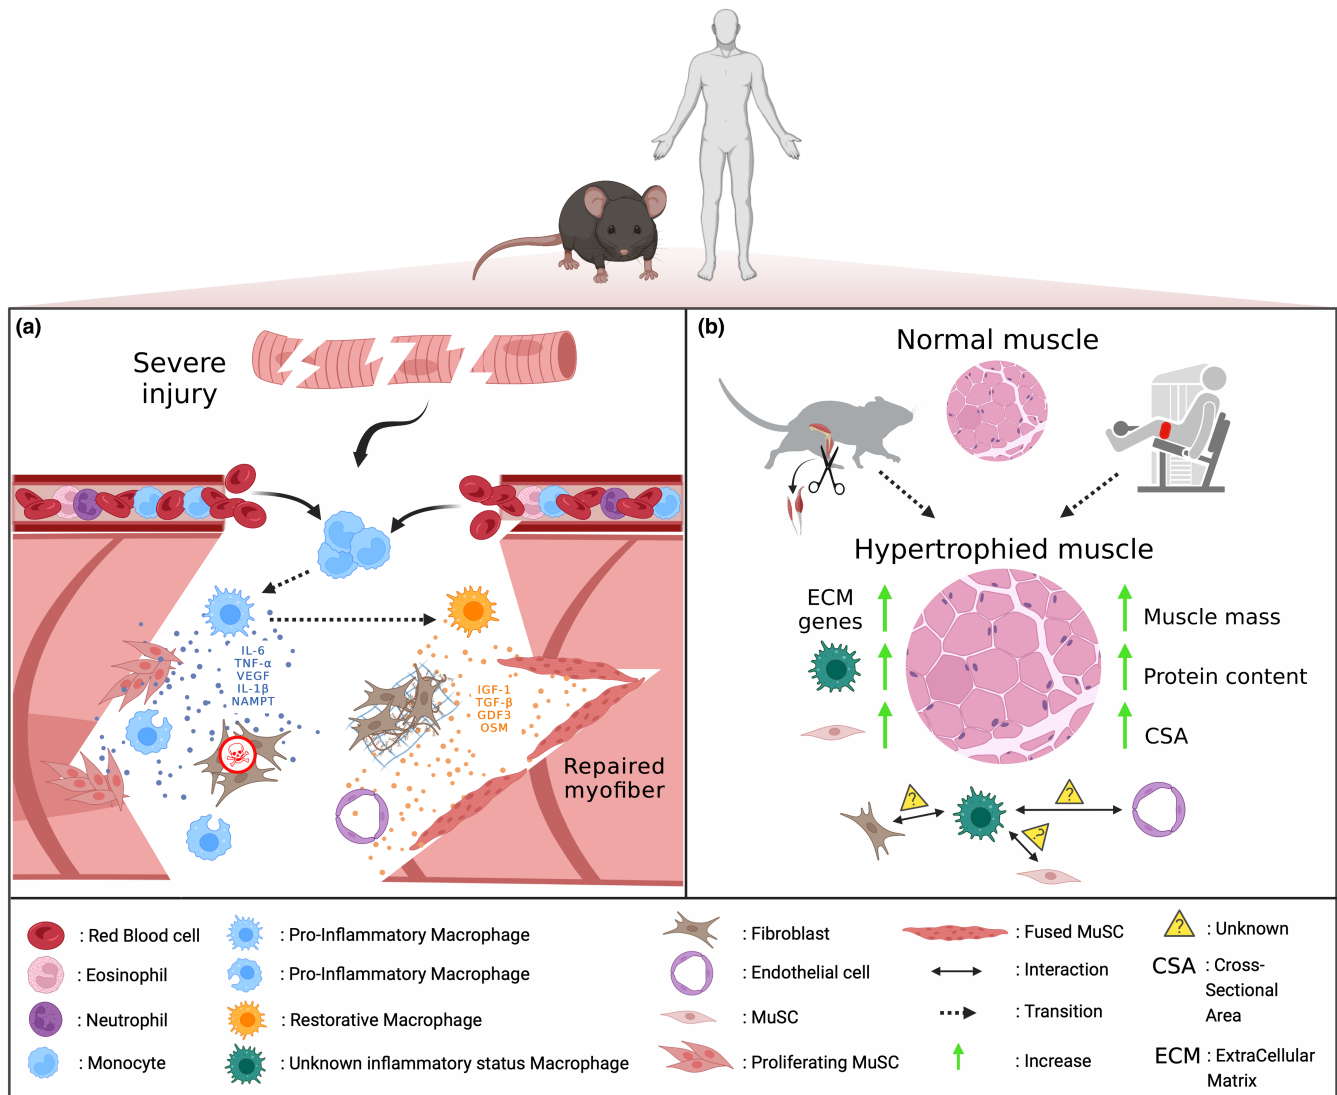 (a)
Severe
injury
IL-6
TNF-α
VEGF
IL-1β
NAMPT
IGF-1
TGF-β
GDF3
OSM
Repaired
myofiber
(b)
Normal muscle
Hypertrophied muscle
ECM
genes
Muscle mass
Protein content
CSA
?
?
?
: Red Blood cell
: Eosinophil
: Neutrophil
: Monocyte
: Pro-Inflammatory Macrophage
: Pro-Inflammatory Macrophage
: Restorative Macrophage
: Unknown inflammatory status Macrophage
: Fibroblast
: Endothelial cell
: MuSC
: Proliferating MuSC
: Fused MuSC
: Interaction
: Transition
: Increase
? : Unknown
CSA : Cross-
Sectional
Area
ECM : ExtraCellular
Matrix